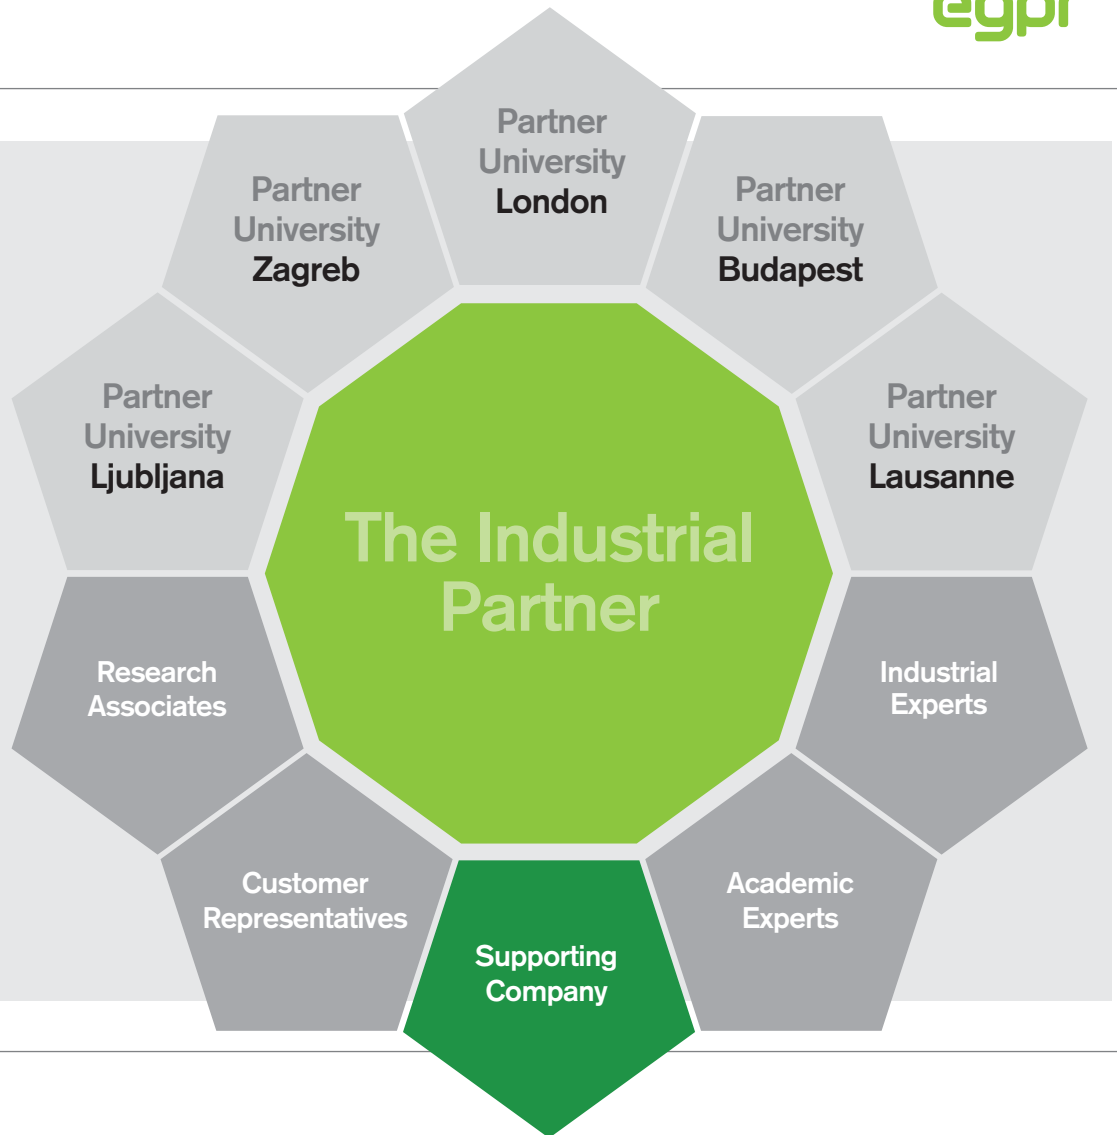 egpr
Partner
University
London
Partner
University
Zagreb
Partner
University
Budapest
Partner
University
Ljubljana
Partner
University
Lausanne
The Industrial
Partner
Research
Associates
Industrial
Experts
Customer
Representatives
Academic
Experts
Supporting
Company